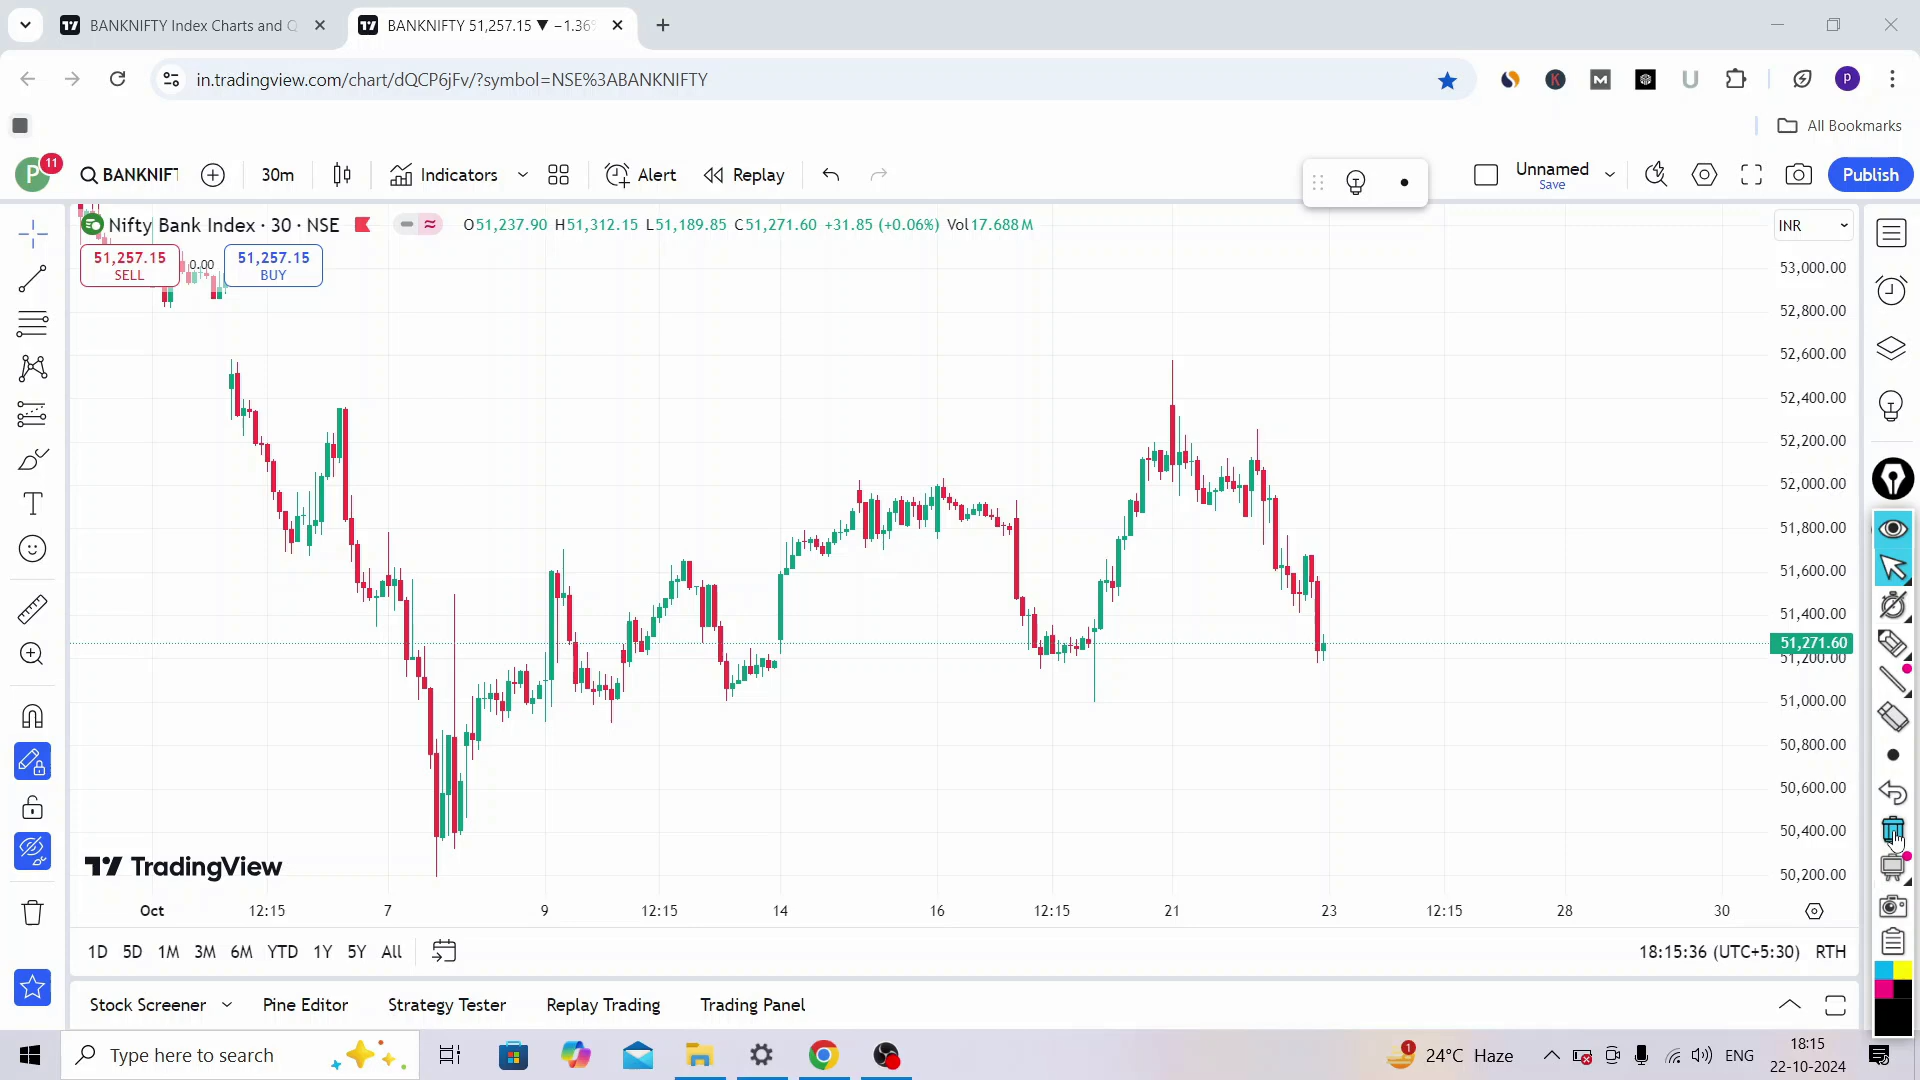 BANKNIFTY Index Charts and Q
BANKNIFTY 51,257.15 ▼ −1.36%
in.tradingview.com/chart/dQCP6jFv/?symbol=NSE%3ABANKNIFTY
P
All Bookmarks
P
11
BANKNIFT
30m
Indicators
Alert
Replay
Unnamed
Save
Publish
Nifty Bank Index · 30 · NSE
O51,237.90 H51,312.15 L51,189.85 C51,271.60 +31.85 (+0.06%) Vol17.688 M
INR
51,257.15
SELL
0.00
51,257.15
BUY
53,000.00
52,800.00
52,600.00
52,400.00
52,200.00
52,000.00
51,800.00
51,600.00
51,400.00
51,271.60
51,200.00
51,000.00
50,800.00
50,600.00
50,400.00
50,200.00
TradingView
Oct 12:15 7 9 12:15 14 16 12:15 21 23 12:15 28 30
1D 5D 1M 3M 6M YTD 1Y 5Y All
18:15:36 (UTC+5:30) RTH
Stock Screener Pine Editor Strategy Tester Replay Trading Trading Panel
Type here to search
1
24°C Haze
ENG
18:15
22-10-2024